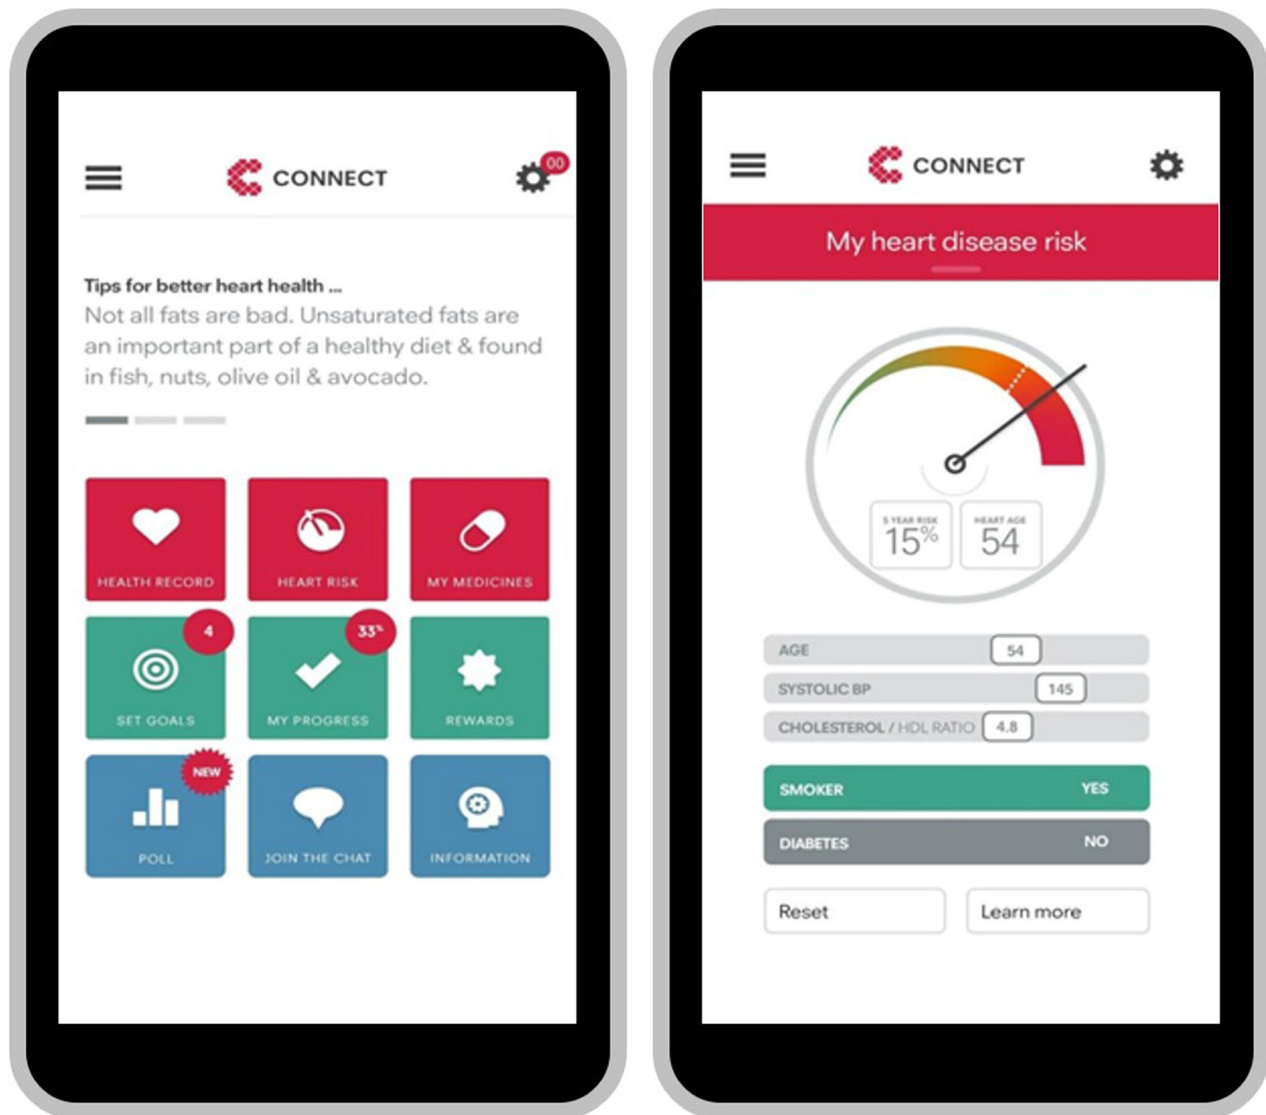 CONNECT
00
Tips for better heart health ...
Not all fats are bad. Unsaturated fats are
an important part of a healthy diet & found
in fish, nuts, olive oil & avocado.
HEALTH RECORD
HEART RISK
MY MEDICINES
4
SET GOALS
33%
MY PROGRESS
REWARDS
NEW
POLL
JOIN THE CHAT
INFORMATION
CONNECT
My heart disease risk
5 YEAR RISK
15%
HEART AGE
54
AGE 54
SYSTOLIC BP 145
CHOLESTEROL / HDL RATIO 4.8
SMOKER YES
DIABETES NO
Reset
Learn more